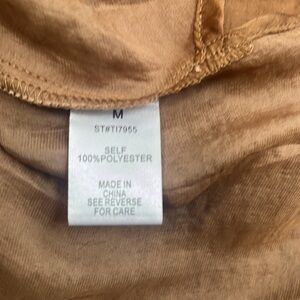 M
ST#TI7955
SELF
100%POLYESTER
MADE IN
CHINA
SEE REVERSE
FOR CARE